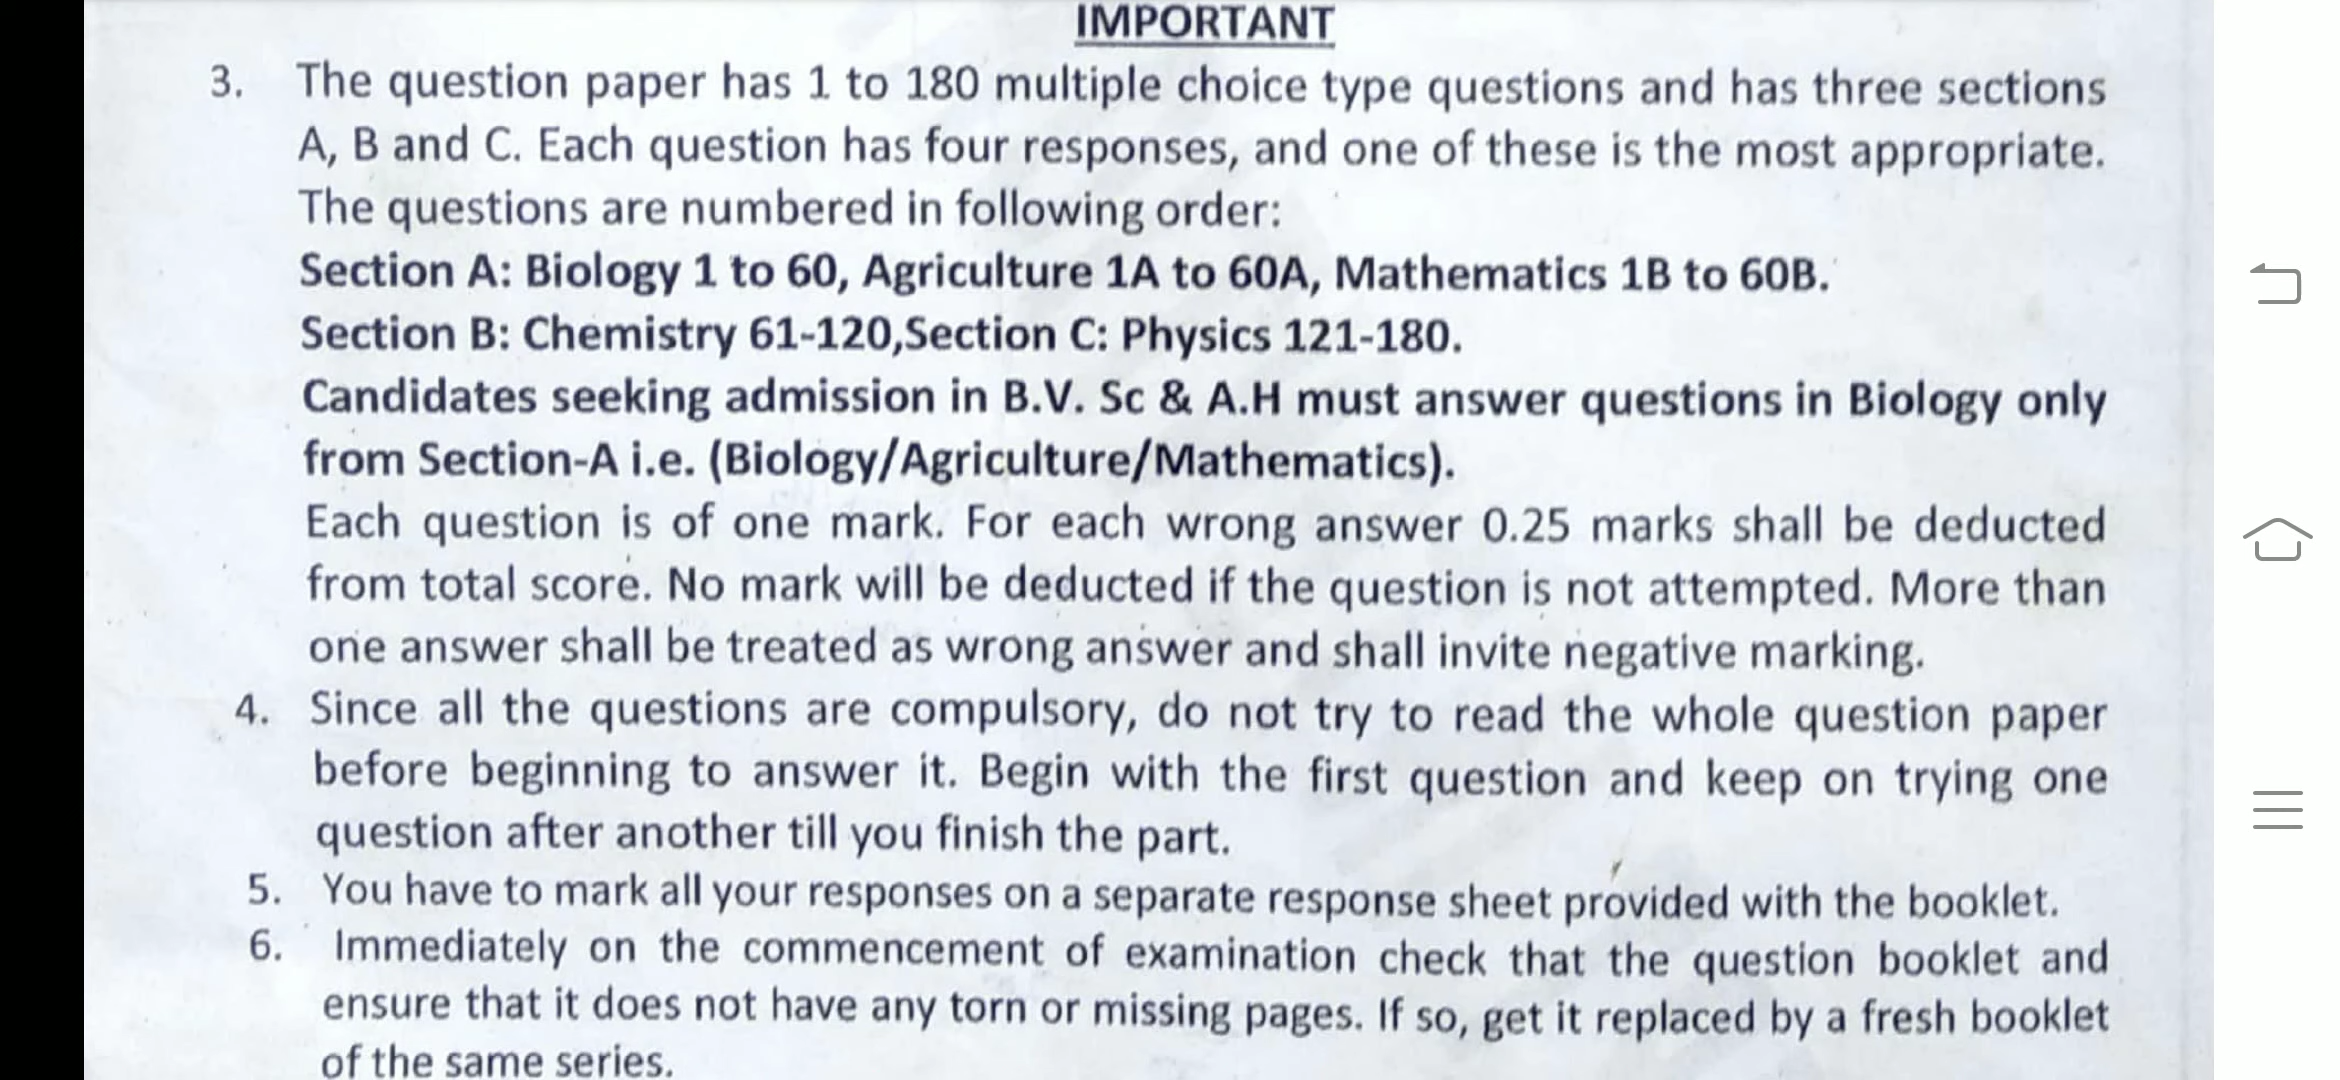 IMPORTANT
3. The question paper has 1 to 180 multiple choice type questions and has three sections
A, B and C. Each question has four responses, and one of these is the most appropriate.
The questions are numbered in following order:
Section A: Biology 1 to 60, Agriculture 1A to 60A, Mathematics 1B to 60B.
Section B: Chemistry 61-120,Section C: Physics 121-180.
Candidates seeking admission in B.V. Sc & A.H must answer questions in Biology only
from Section-A i.e. (Biology/Agriculture/Mathematics).
Each question is of one mark. For each wrong answer 0.25 marks shall be deducted
from total score. No mark will be deducted if the question is not attempted. More than
one answer shall be treated as wrong answer and shall invite negative marking.
4. Since all the questions are compulsory, do not try to read the whole question paper
before beginning to answer it. Begin with the first question and keep on trying one
question after another till you finish the part.
5. You have to mark all your responses on a separate response sheet provided with the booklet.
6. Immediately on the commencement of examination check that the question booklet and
ensure that it does not have any torn or missing pages. If so, get it replaced by a fresh booklet
of the same series.